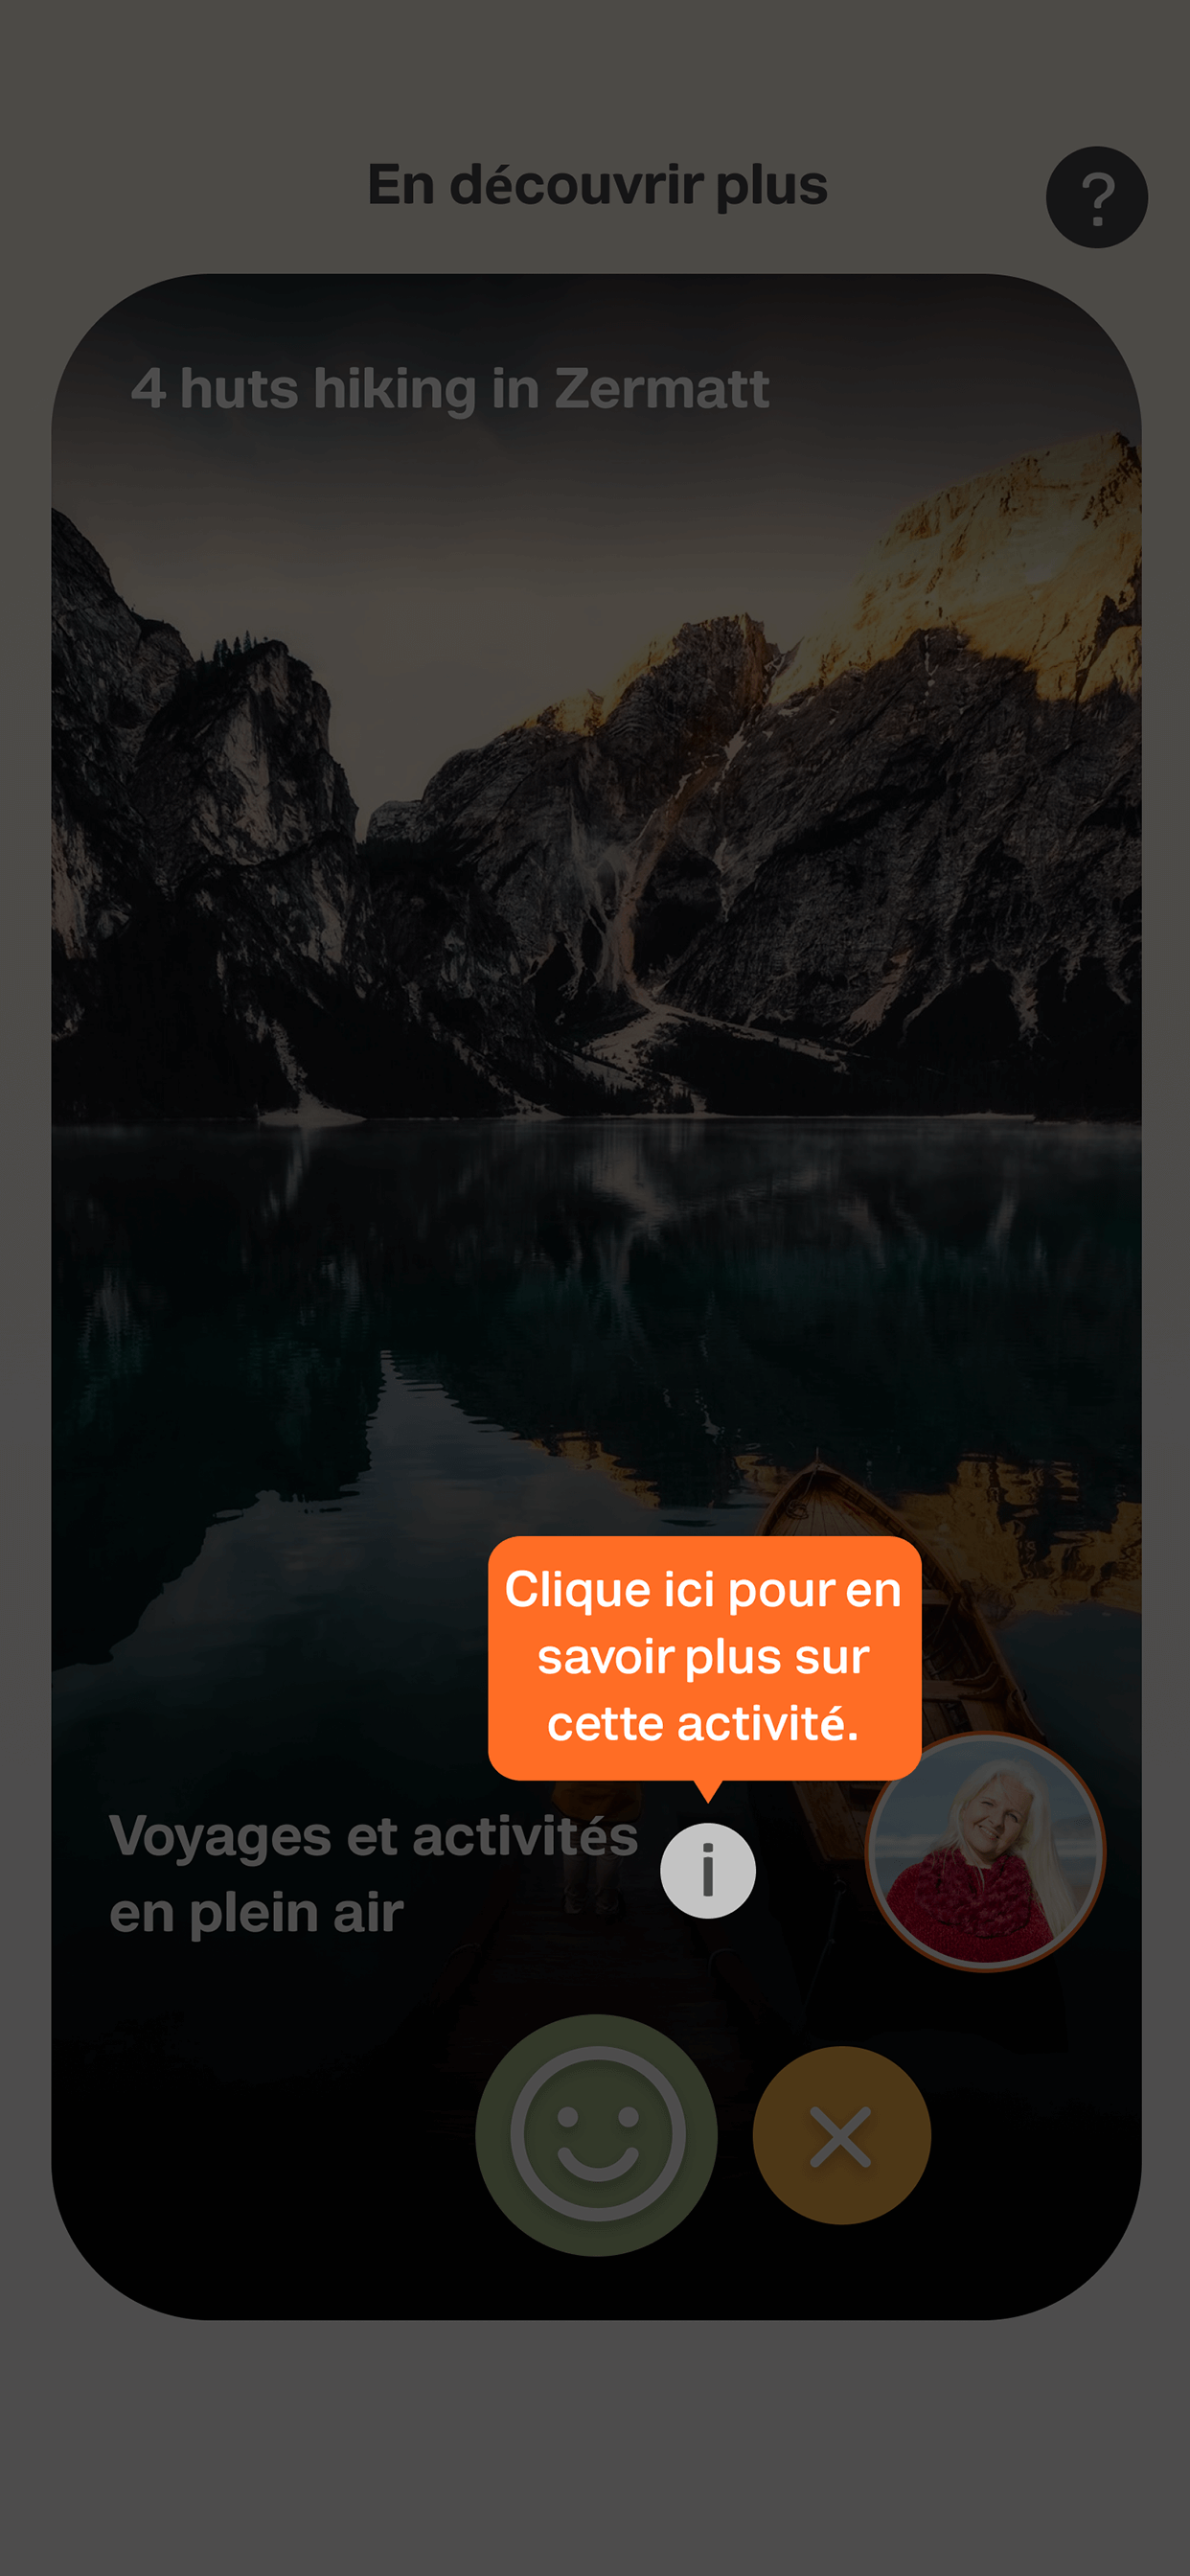 En découvrir plus
?
4 huts hiking in Zermatt
Clique ici pour en
savoir plus sur
cette activité.
Voyages et activités
en plein air
i